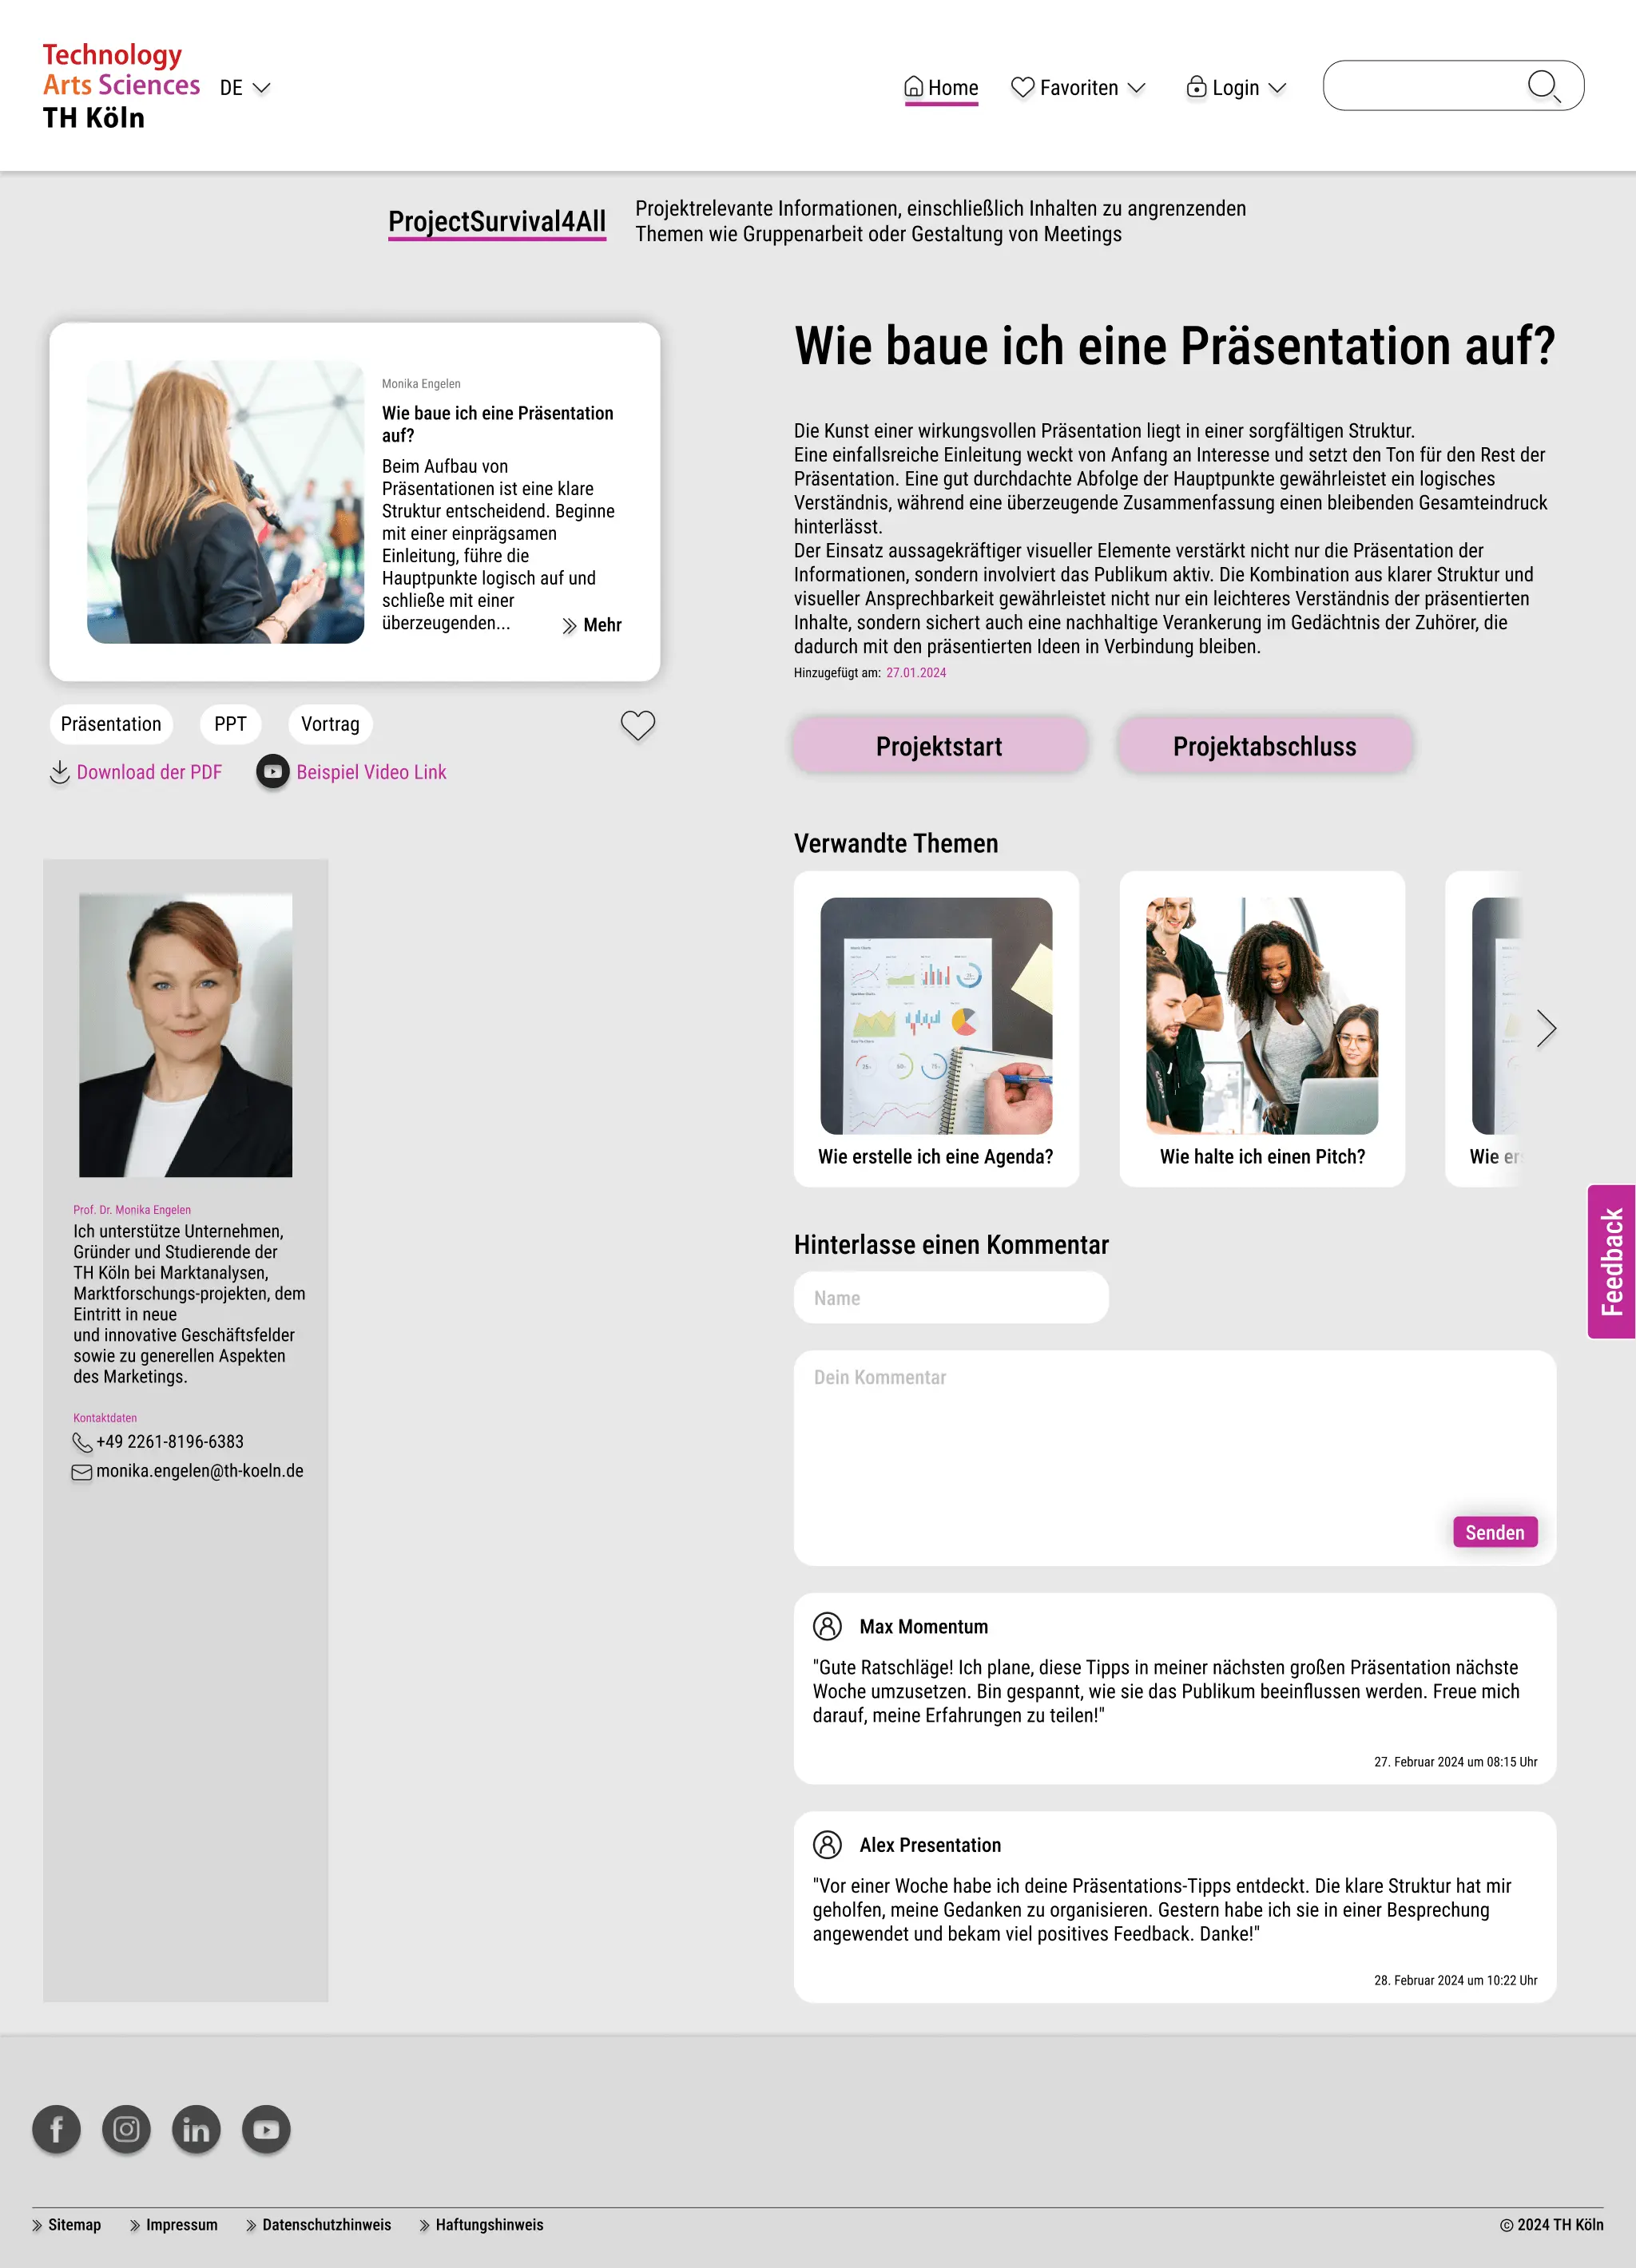 Technology
Arts Sciences
TH Köln
DE
Home
Favoriten
Login
ProjectSurvival4All
Projektrelevante Informationen, einschließlich Inhalten zu angrenzenden
Themen wie Gruppenarbeit oder Gestaltung von Meetings
Monika Engelen
Wie baue ich eine Präsentation
auf?
Beim Aufbau von
Präsentationen ist eine klare
Struktur entscheidend. Beginne
mit einer einprägsamen
Einleitung, führe die
Hauptpunkte logisch auf und
schließe mit einer
überzeugenden...
Mehr
Präsentation
PPT
Vortrag
Download der PDF
Beispiel Video Link
Prof. Dr. Monika Engelen
Ich unterstütze Unternehmen,
Gründer und Studierende der
TH Köln bei Marktanalysen,
Marktforschungs-projekten, dem
Eintritt in neue
und innovative Geschäftsfelder
sowie zu generellen Aspekten
des Marketings.
Kontaktdaten
+49 2261-8196-6383
monika.engelen@th-koeln.de
Wie baue ich eine Präsentation auf?
Die Kunst einer wirkungsvollen Präsentation liegt in einer sorgfältigen Struktur.
Eine einfallsreiche Einleitung weckt von Anfang an Interesse und setzt den Ton für den Rest der
Präsentation. Eine gut durchdachte Abfolge der Hauptpunkte gewährleistet ein logisches
Verständnis, während eine überzeugende Zusammenfassung einen bleibenden Gesamteindruck
hinterlässt.
Der Einsatz aussagekräftiger visueller Elemente verstärkt nicht nur die Präsentation der
Informationen, sondern involviert das Publikum aktiv. Die Kombination aus klarer Struktur und
visueller Ansprechbarkeit gewährleistet nicht nur ein leichteres Verständnis der präsentierten
Inhalte, sondern sichert auch eine nachhaltige Verankerung im Gedächtnis der Zuhörer, die
dadurch mit den präsentierten Ideen in Verbindung bleiben.
Hinzugefügt am: 27.01.2024
Projektstart
Projektabschluss
Verwandte Themen
Wie erstelle ich eine Agenda?
Wie halte ich einen Pitch?
Wie ers
Feedback
Hinterlasse einen Kommentar
Name
Dein Kommentar
Senden
Max Momentum
"Gute Ratschläge! Ich plane, diese Tipps in meiner nächsten großen Präsentation nächste
Woche umzusetzen. Bin gespannt, wie sie das Publikum beeinflussen werden. Freue mich
darauf, meine Erfahrungen zu teilen!"
27. Februar 2024 um 08:15 Uhr
Alex Presentation
"Vor einer Woche habe ich deine Präsentations-Tipps entdeckt. Die klare Struktur hat mir
geholfen, meine Gedanken zu organisieren. Gestern habe ich sie in einer Besprechung
angewendet und bekam viel positives Feedback. Danke!"
28. Februar 2024 um 10:22 Uhr
Sitemap
Impressum
Datenschutzhinweis
Haftungshinweis
© 2024 TH Köln